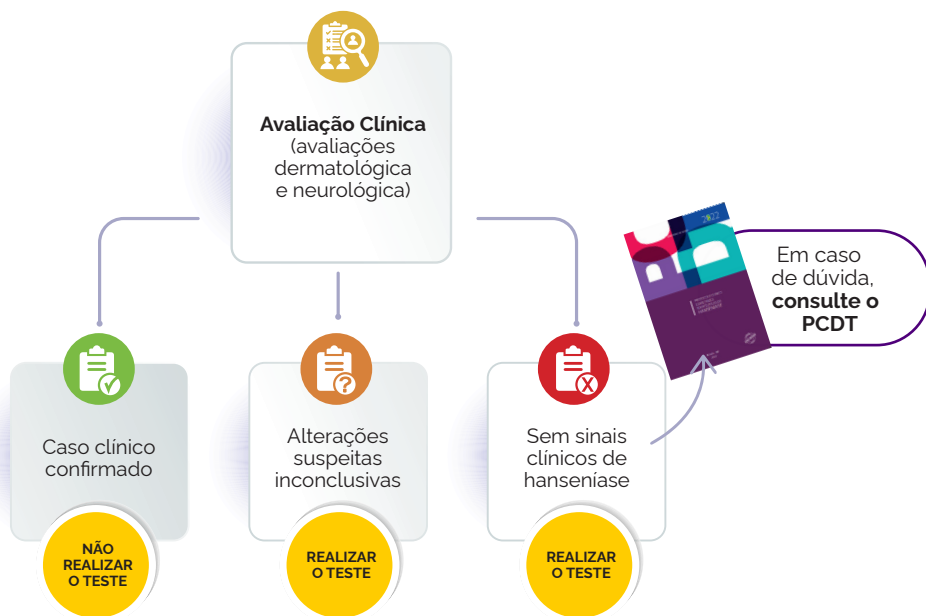 Avaliação Clínica
(avaliações
dermatológica
e neurológica)
2022
Em caso
de dúvida,
consulte o
PCDT
Caso clínico
confirmado
NÃO
REALIZAR
O TESTE
?
Alterações
suspeitas
inconclusivas
REALIZAR
O TESTE
X
Sem sinais
clínicos de
hanseníase
REALIZAR
O TESTE